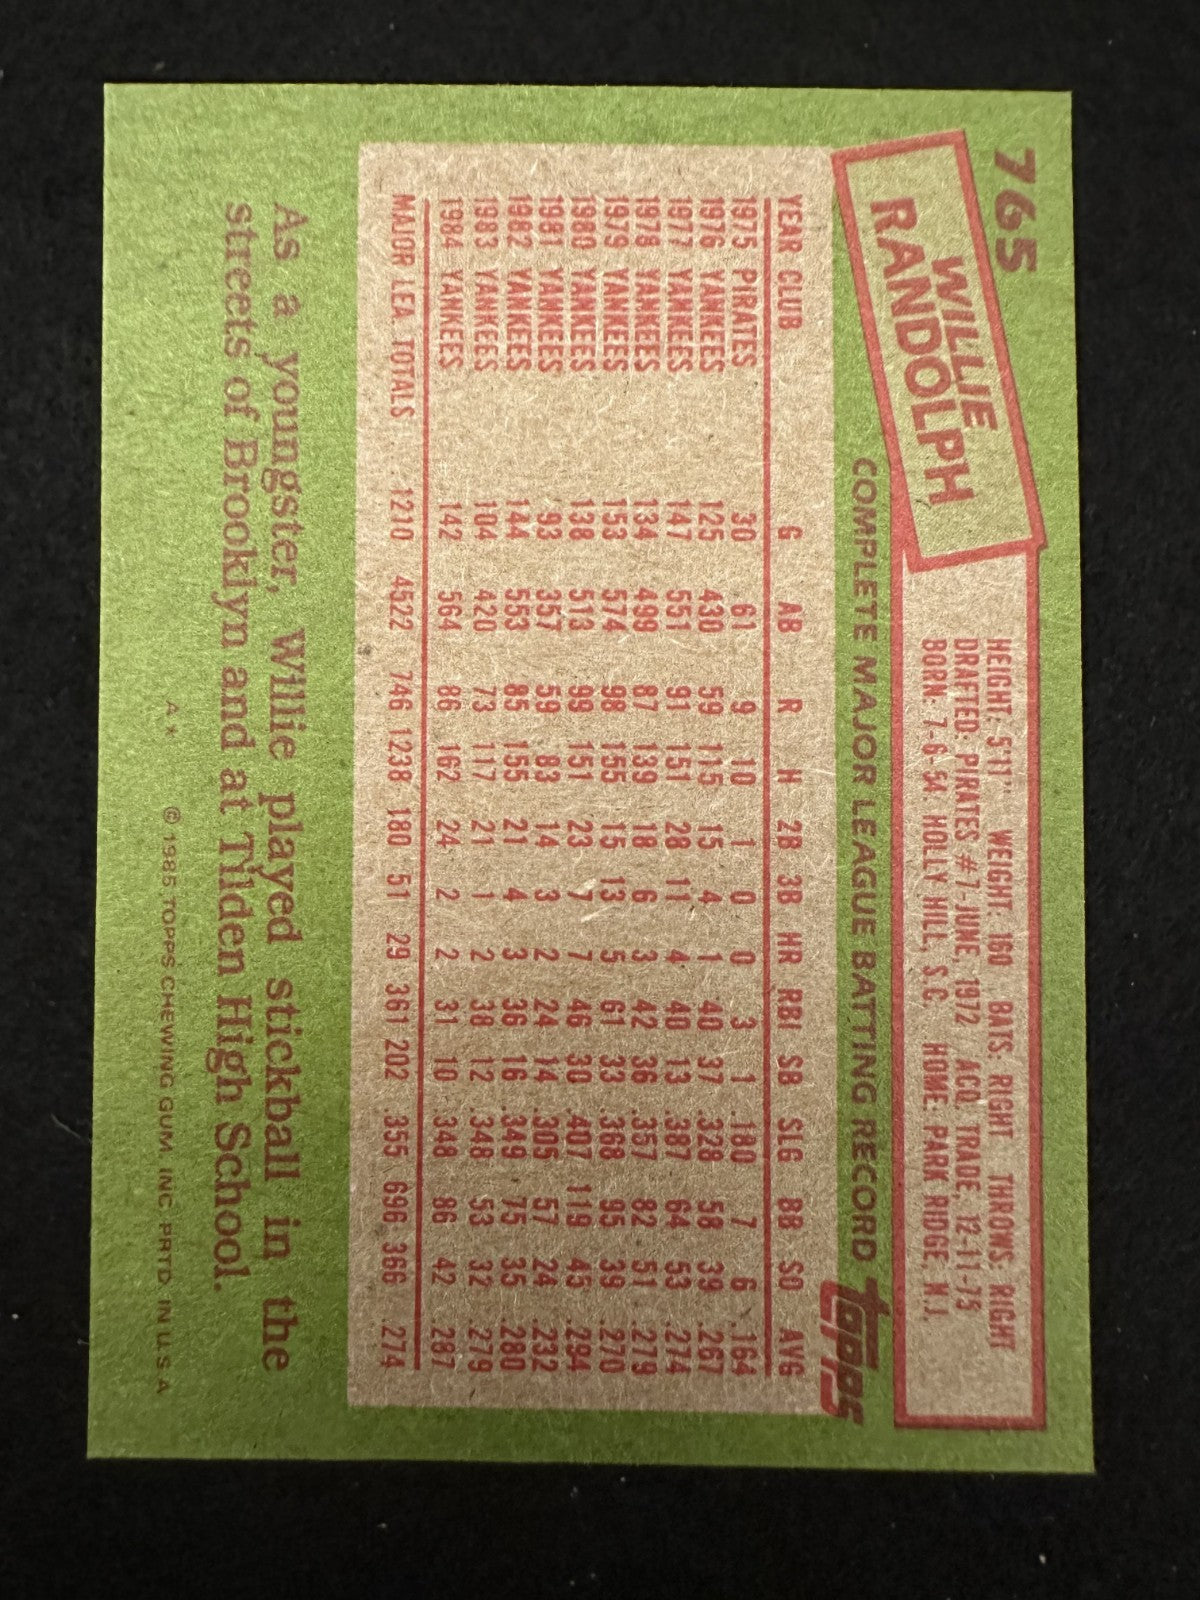 765
WILLIE
RANDOLPH
HEIGHT: 5'11" WEIGHT: 160 BATS: RIGHT THROWS: RIGHT
DRAFTED: PIRATES #7-JUNE, 1972 ACQ: TRADE, 12-11-75
BORN: 7-6-54, HOLLY HILL, S.C. HOME: PARK RIDGE, N.J.
COMPLETE MAJOR LEAGUE BATTING RECORD
topps
YEAR CLUB G AB R H 2B 3B HR RBI SB SLG BB SO AVG
1975 PIRATES 30 61 9 10 1 0 0 3 1 .180 7 6 .164
1976 YANKEES 125 430 59 115 15 4 1 40 37 .328 58 39 .267
1977 YANKEES 147 551 91 151 28 11 4 40 13 .387 64 53 .274
1978 YANKEES 134 499 87 139 18 6 3 42 36 .357 82 51 .279
1979 YANKEES 153 574 98 155 15 13 5 61 33 .368 95 39 .270
1980 YANKEES 138 513 99 151 23 7 7 46 30 .407 119 45 .294
1981 YANKEES 93 357 59 83 14 3 2 24 14 .305 57 24 .232
1982 YANKEES 144 553 85 155 21 4 3 36 16 .349 75 35 .280
1983 YANKEES 104 420 73 117 21 1 2 38 12 .348 53 32 .279
1984 YANKEES 142 564 86 162 24 2 2 31 10 .348 86 42 .287
MAJOR LEA. TOTALS 1210 4522 746 1238 180 51 29 361 202 .355 696 366 .274
As a youngster, Willie played stickball in the
streets of Brooklyn and at Tilden High School.
A* © 1985 TOPPS CHEWING GUM, INC. PRTD. IN U.S.A.